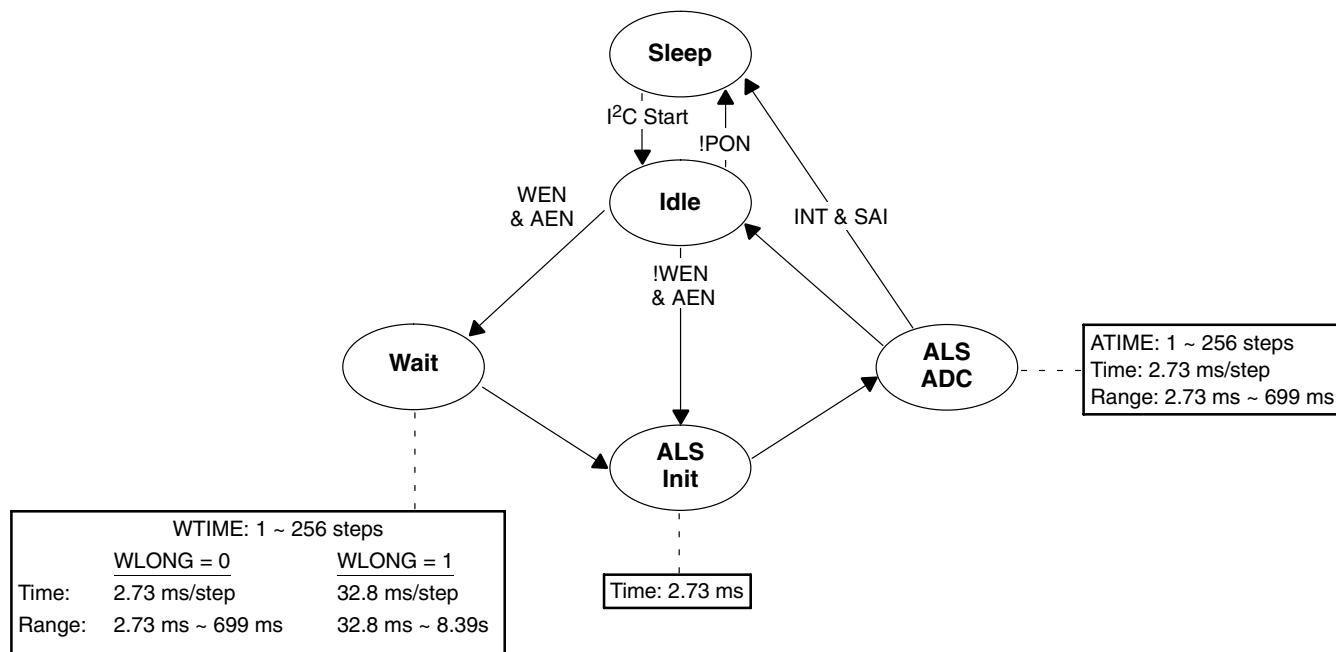 Sleep
I²C Start
!PON
Idle
WEN
& AEN
INT & SAI
!WEN
& AEN
Wait
ALS
ADC
ATIME: 1 ~ 256 steps
Time: 2.73 ms/step
Range: 2.73 ms ~ 699 ms
ALS
Init
WTIME: 1 ~ 256 steps
WLONG = 0 WLONG = 1
Time: 2.73 ms/step 32.8 ms/step
Range: 2.73 ms ~ 699 ms 32.8 ms ~ 8.39s
Time: 2.73 ms